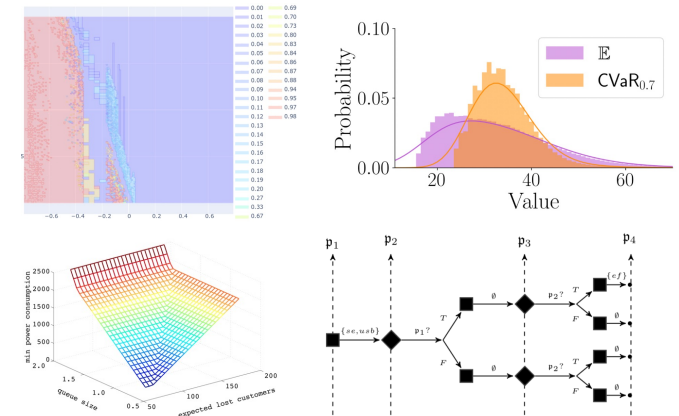 0.00 0.69
0.01 0.70
0.02 0.73
0.03 0.80
0.04 0.82
0.05 0.83
0.06 0.84
0.07 0.86
0.08 0.87
0.09 0.88
0.10 0.94
0.11 0.95
0.12 0.97
0.13 0.98
0.14
0.15
0.16
0.17
0.18
0.19
0.20
0.27
0.33
0.67
5
−0.6 −0.4 −0.2 0 0.2 0.4 0.6
0.10
0.05
0.00
Probability
20 40 60
Value
𝔼
CVaR₀.₇
min power consumption
2500
2000
1500
1000
500
0
2.0
1.5
1.0
0.5
queue size
50
100
150
200
expected lost customers
𝔭₁ 𝔭₂ 𝔭₃ 𝔭₄
{se,usb} 𝔭₁?
T ∅ 𝔭₂? T {cf}
F ∅
F ∅ 𝔭₂? T ∅
F ∅